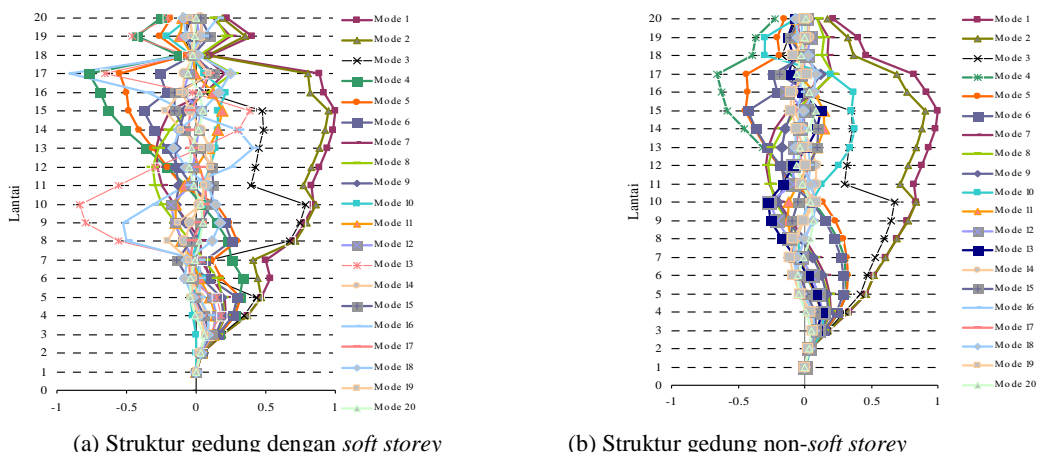 20
19
18
17
16
15
14
13
12
11
10
9
8
7
6
5
4
3
2
1
0
Lantai
-1 -0.5 0 0.5 1
Mode 1
Mode 2
Mode 3
Mode 4
Mode 5
Mode 6
Mode 7
Mode 8
Mode 9
Mode 10
Mode 11
Mode 12
Mode 13
Mode 14
Mode 15
Mode 16
Mode 17
Mode 18
Mode 19
Mode 20
(a) Struktur gedung dengan soft storey
20
19
18
17
16
15
14
13
12
11
10
9
8
7
6
5
4
3
2
1
0
Lantai
-1 -0.5 0 0.5 1
Mode 1
Mode 2
Mode 3
Mode 4
Mode 5
Mode 6
Mode 7
Mode 8
Mode 9
Mode 10
Mode 11
Mode 12
Mode 13
Mode 14
Mode 15
Mode 16
Mode 17
Mode 18
Mode 19
Mode 20
(b) Struktur gedung non-soft storey